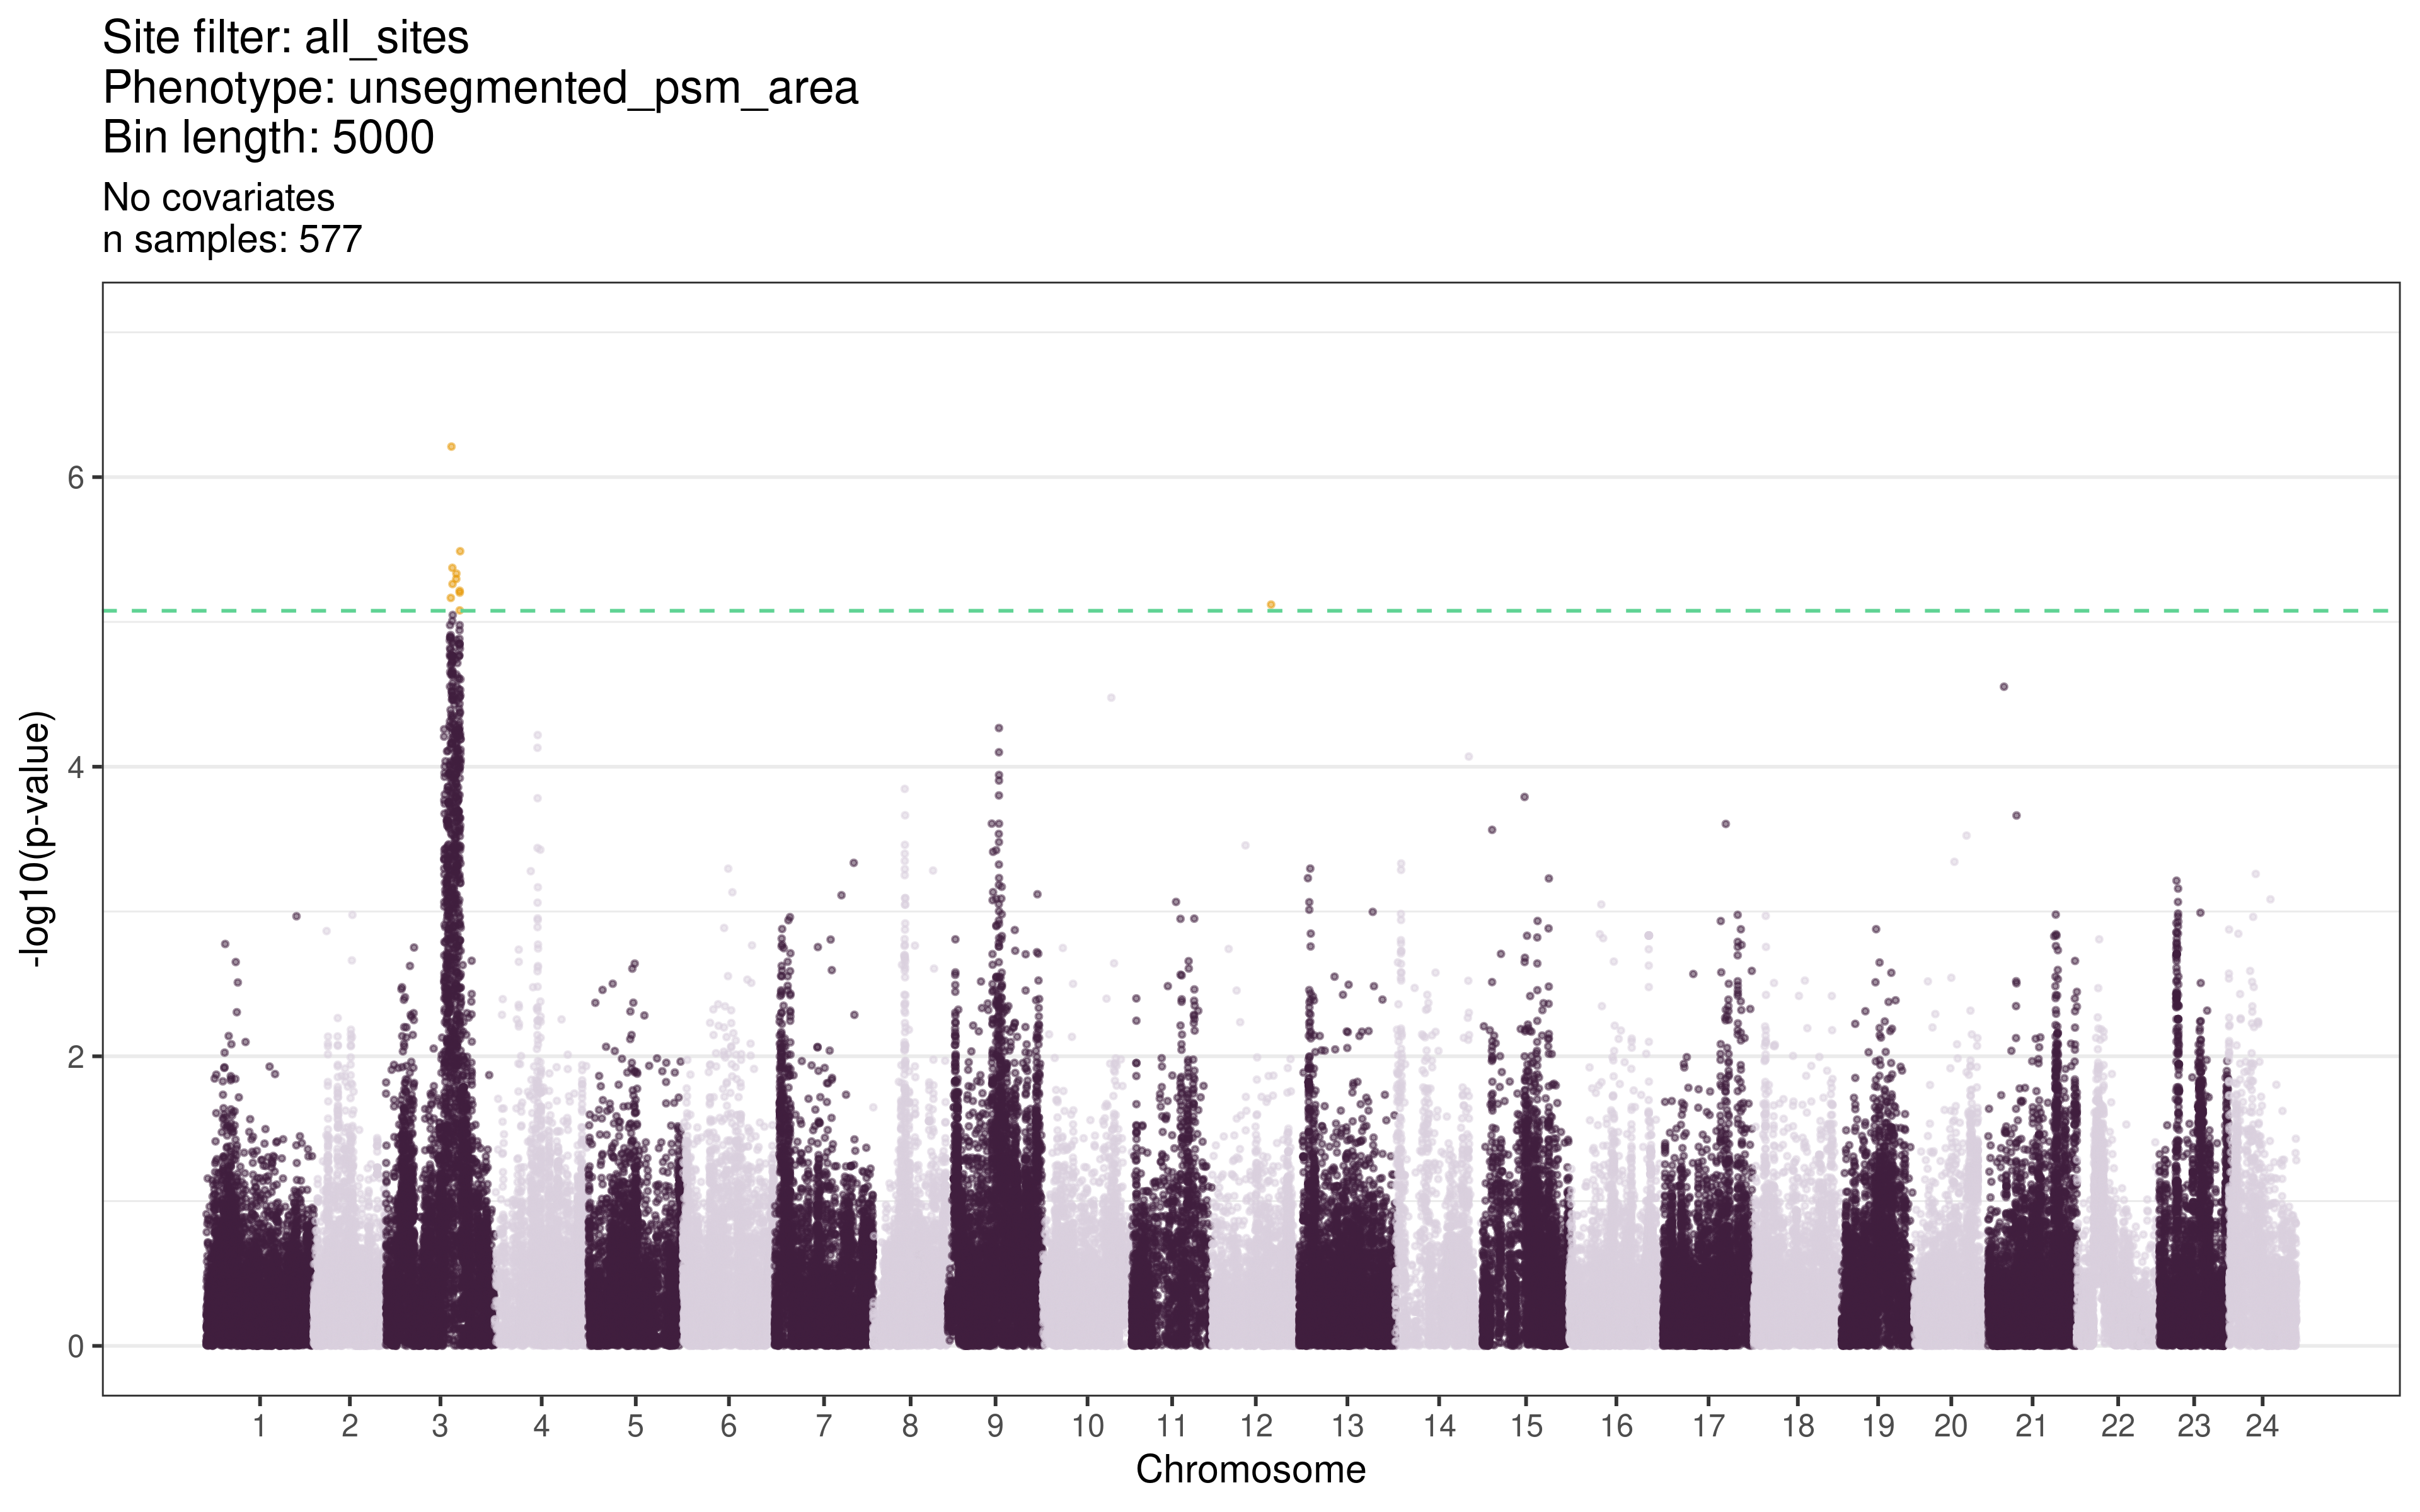 Site filter: all_sites
Phenotype: unsegmented_psm_area
Bin length: 5000
No covariates
n samples: 577
-log10(p-value)
6
4
2
0
1 2 3 4 5 6 7 8 9 10 11 12 13 14 15 16 17 18 19 20 21 22 23 24
Chromosome